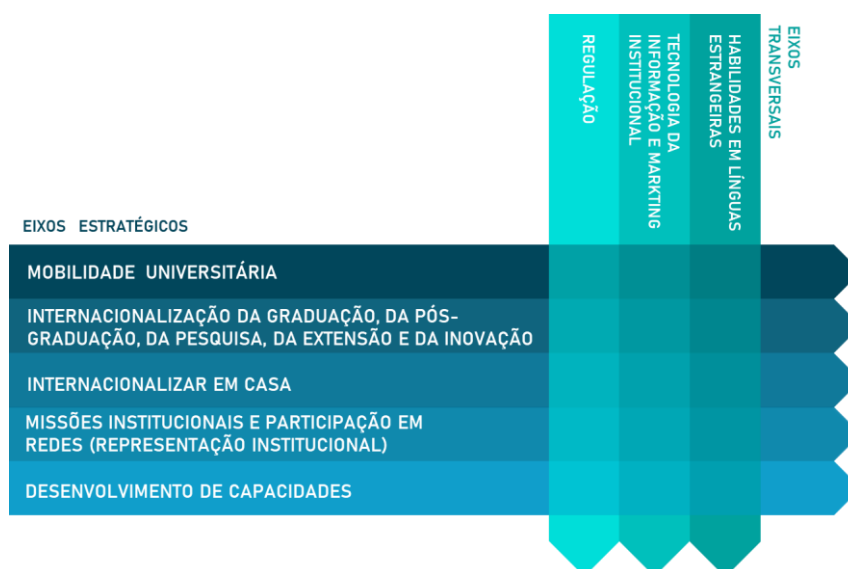 EIXOS
TRANSVERSAIS
REGULAÇÃO
TECNOLOGIA DA
INFORMAÇÃO E MARKTING
INSTITUCIONAL
HABILIDADES EM LÍNGUAS
ESTRANGEIRAS
EIXOS ESTRATÉGICOS
MOBILIDADE UNIVERSITÁRIA
INTERNACIONALIZAÇÃO DA GRADUAÇÃO, DA PÓS-
GRADUAÇÃO, DA PESQUISA, DA EXTENSÃO E DA INOVAÇÃO
INTERNACIONALIZAR EM CASA
MISSÕES INSTITUCIONAIS E PARTICIPAÇÃO EM
REDES (REPRESENTAÇÃO INSTITUCIONAL)
DESENVOLVIMENTO DE CAPACIDADES